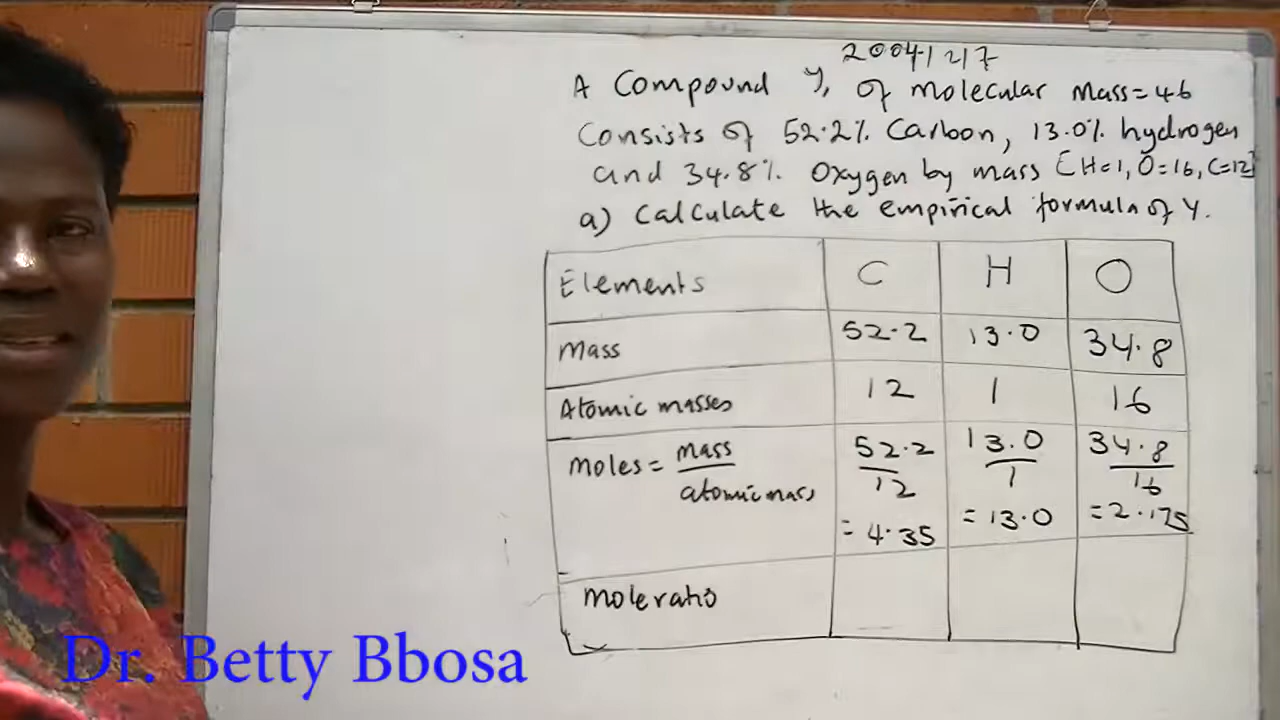 2004/2/7
A Compound Y, of molecular mass = 46
Consists of 52.2% Carbon, 13.0% hydrogen
and 34.8% Oxygen by mass [H=1, O=16, C=12]
a) Calculate the empirical formula of Y.
Elements C H O
Mass 52.2 13.0 34.8
Atomic masses 12 1 16
moles = mass / atomic mass 52.2/12 13.0/1 34.8/16
= 4.35 = 13.0 = 2.175
Mole ratio
Dr. Betty Bbosa